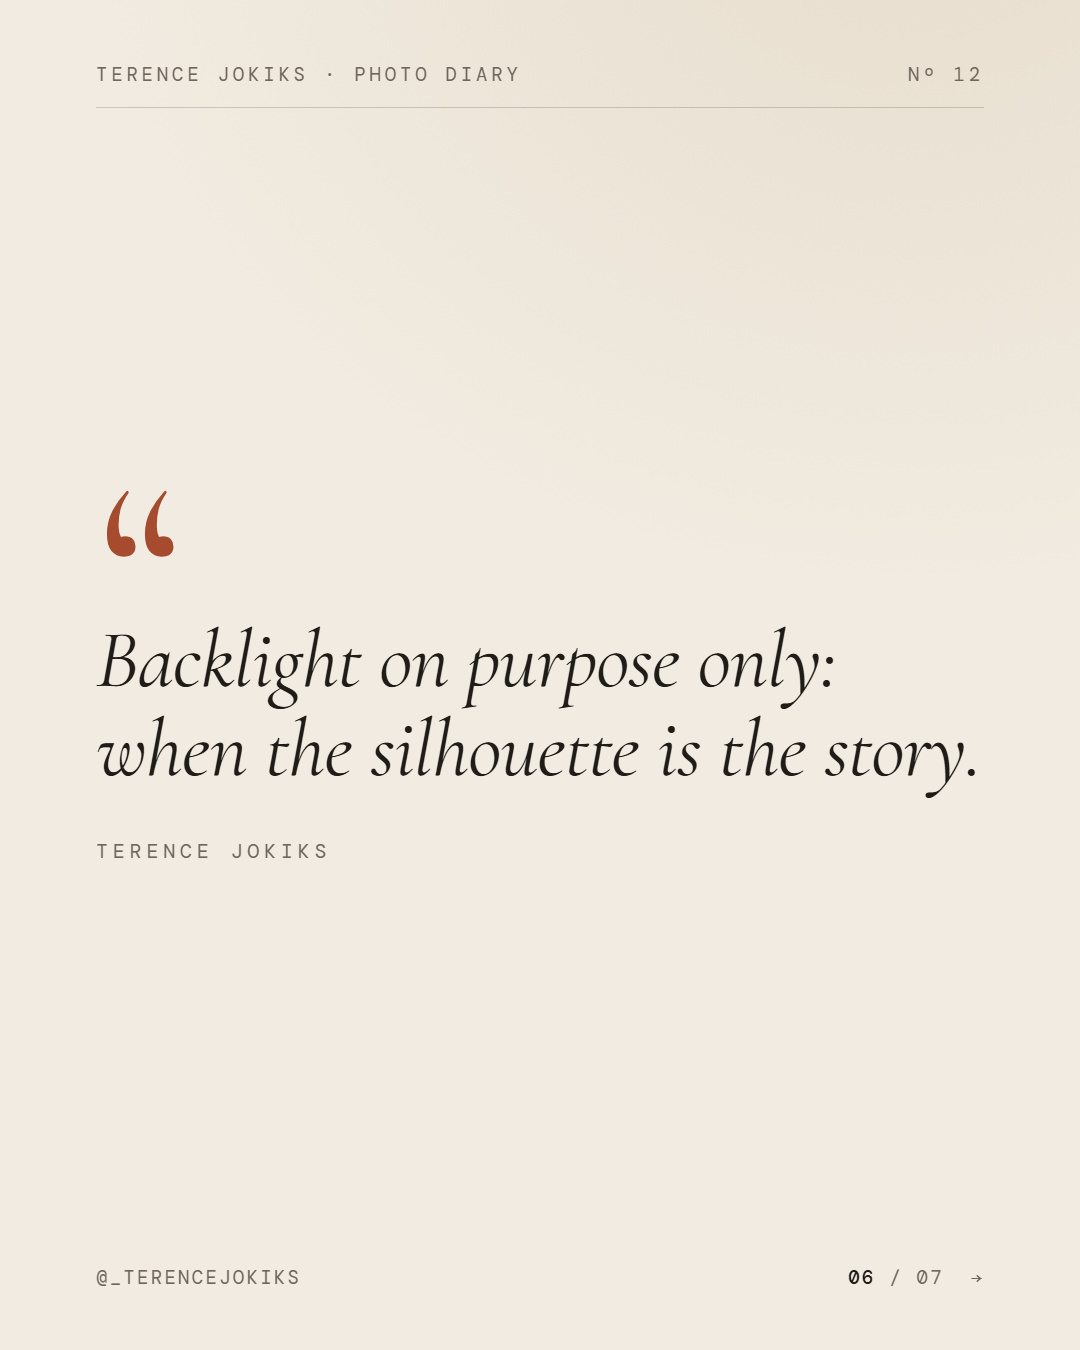 TERENCE JOKIKS · PHOTO DIARY
Nº 12
“
Backlight on purpose only:
when the silhouette is the story.
TERENCE JOKIKS
@_TERENCEJOKIKS
06 / 07 →